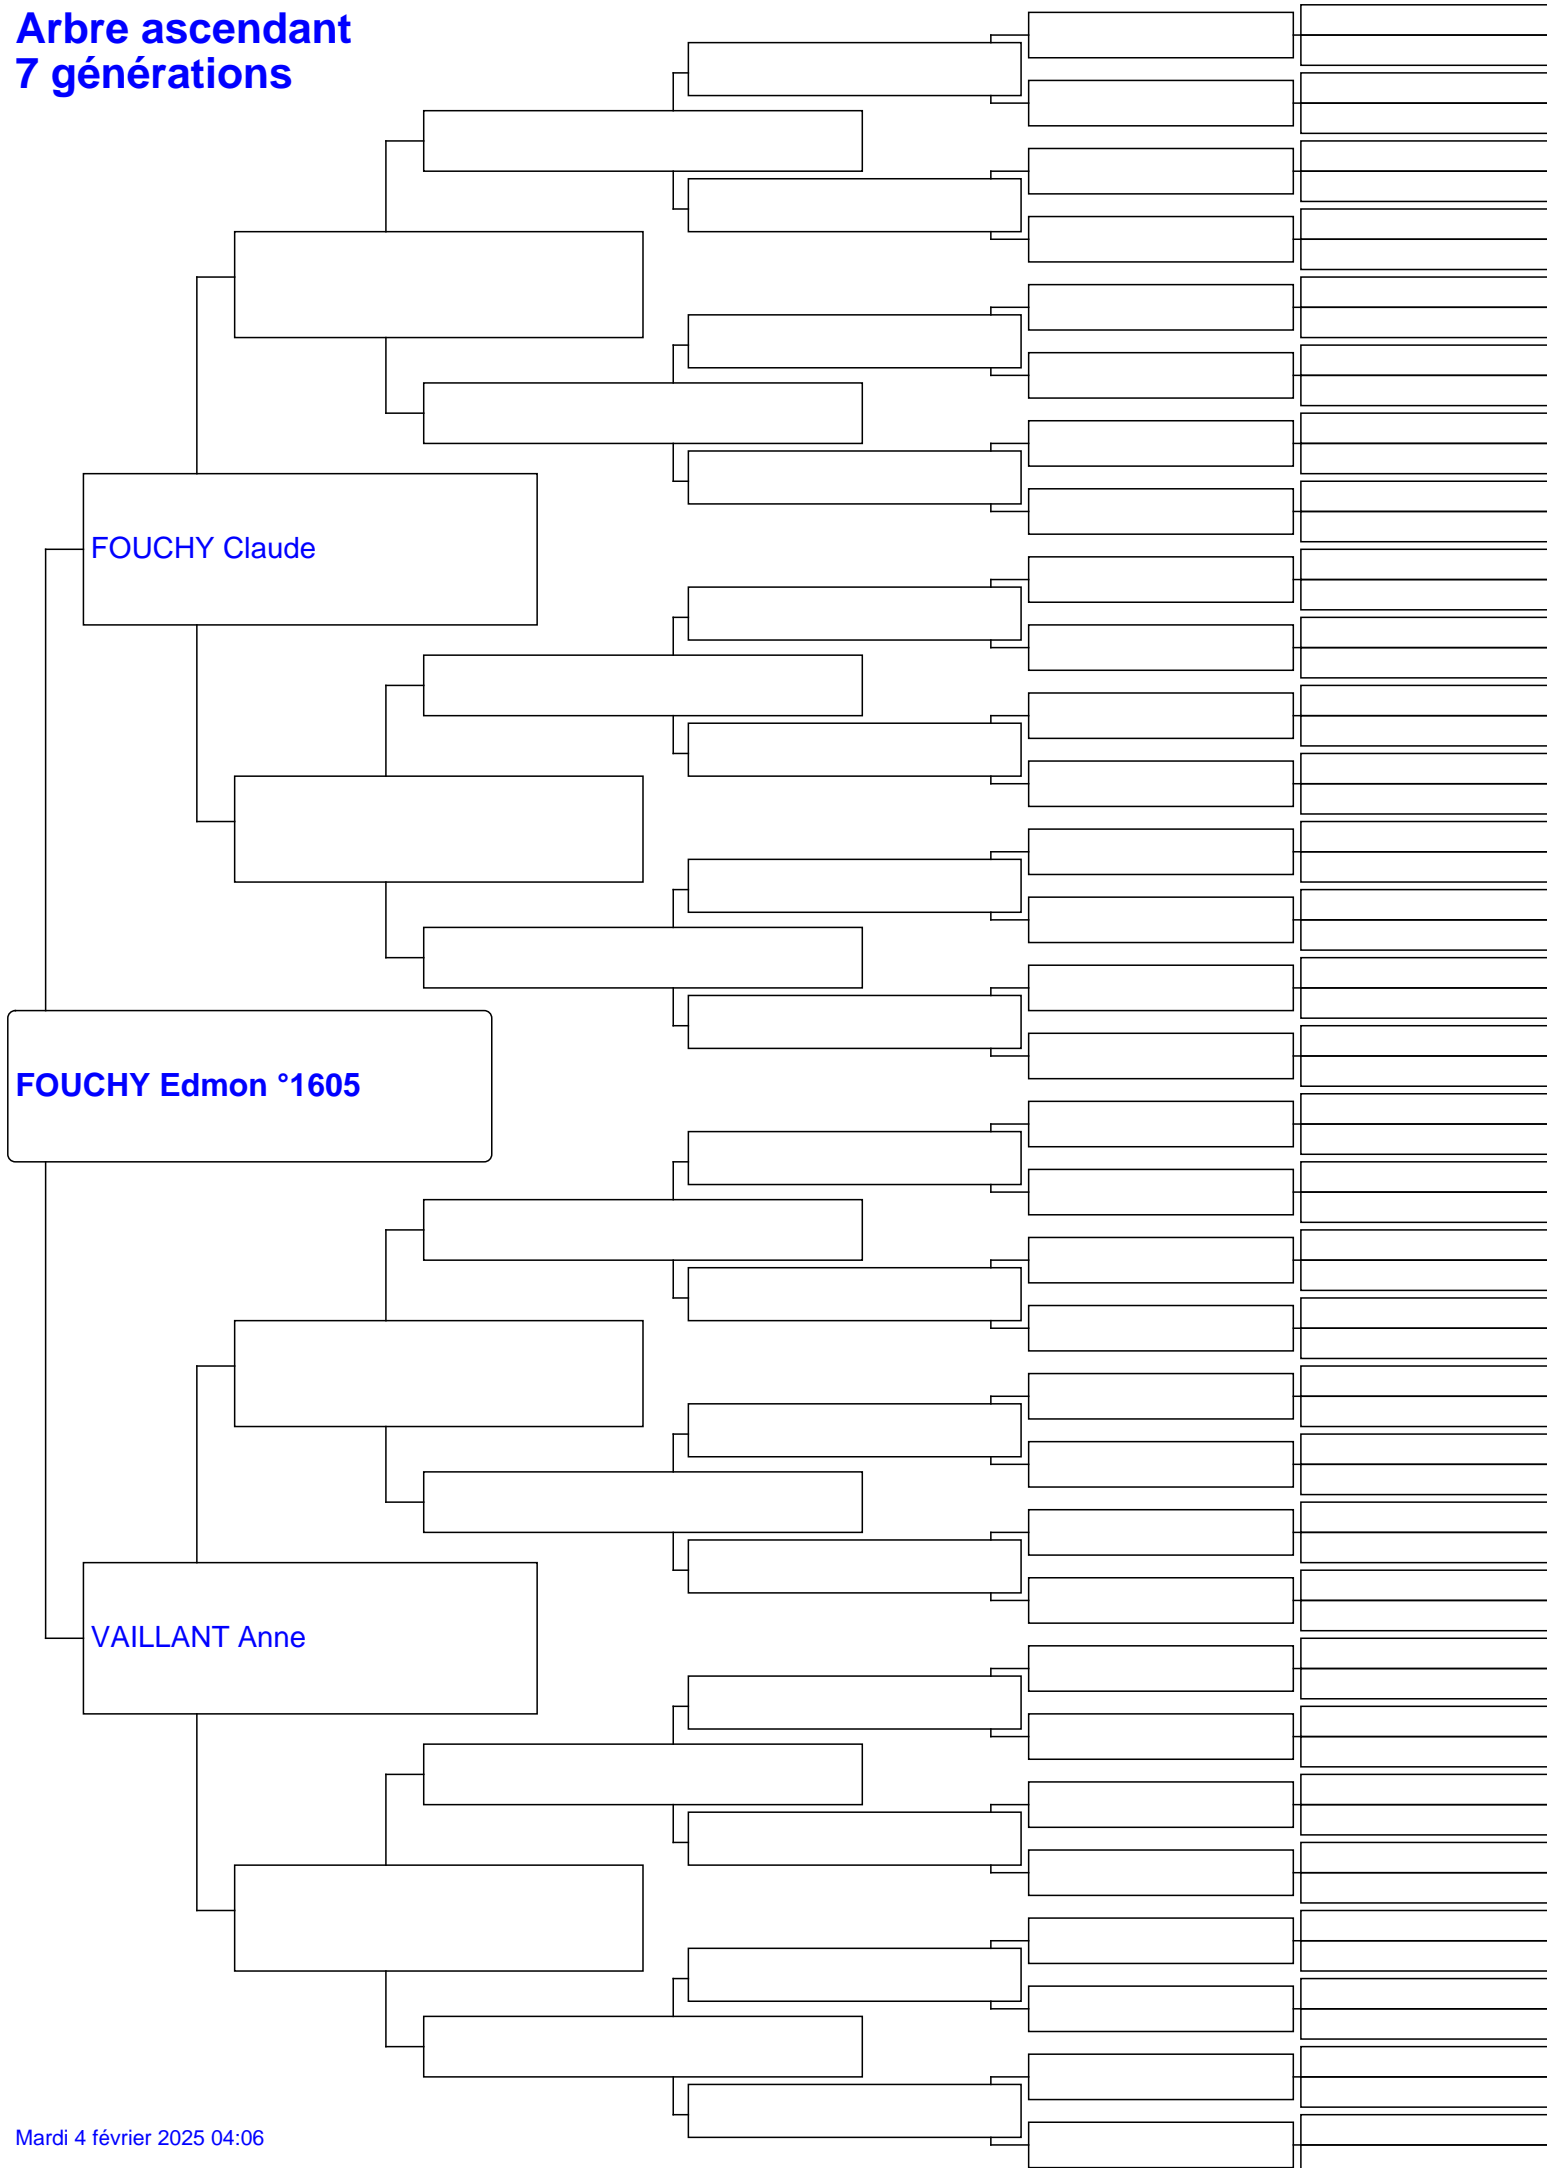 Arbre ascendant
7 générations
FOUCHY Claude
FOUCHY Edmon °1605
VAILLANT Anne
Mardi 4 février 2025 04:06